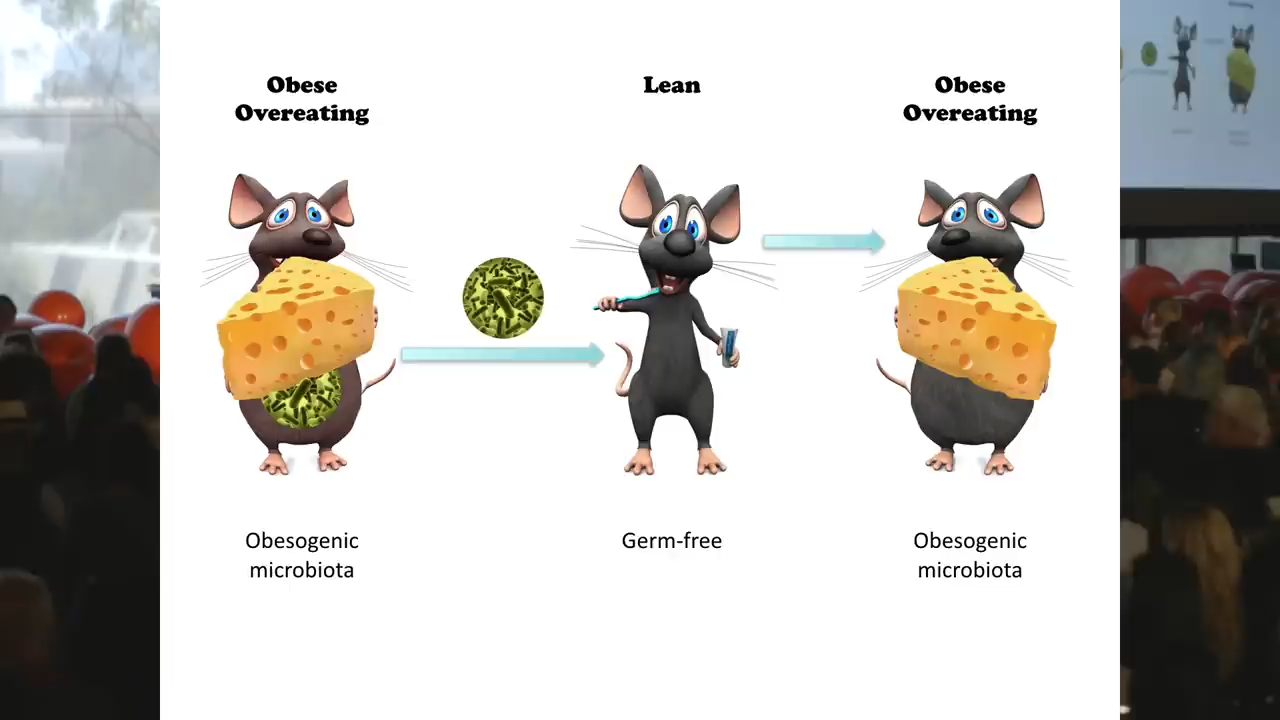 Obese
Overeating
Lean
Obese
Overeating
Obesogenic
microbiota
Germ-free
Obesogenic
microbiota